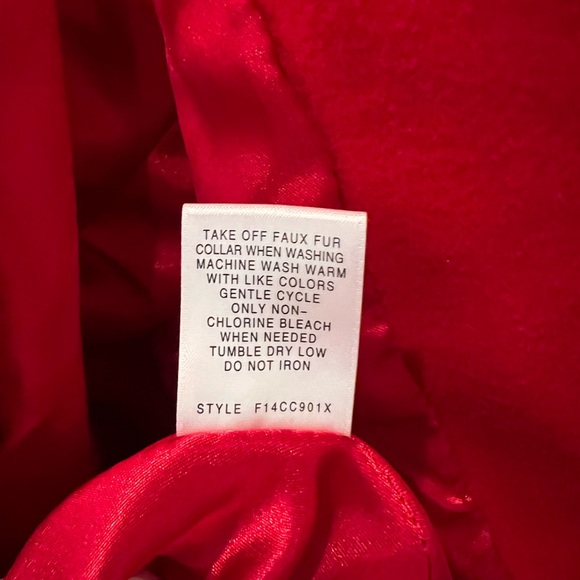 TAKE OFF FAUX FUR
COLLAR WHEN WASHING
MACHINE WASH WARM
WITH LIKE COLORS
GENTLE CYCLE
ONLY NON-
CHLORINE BLEACH
WHEN NEEDED
TUMBLE DRY LOW
DO NOT IRON
STYLE F14CC901X